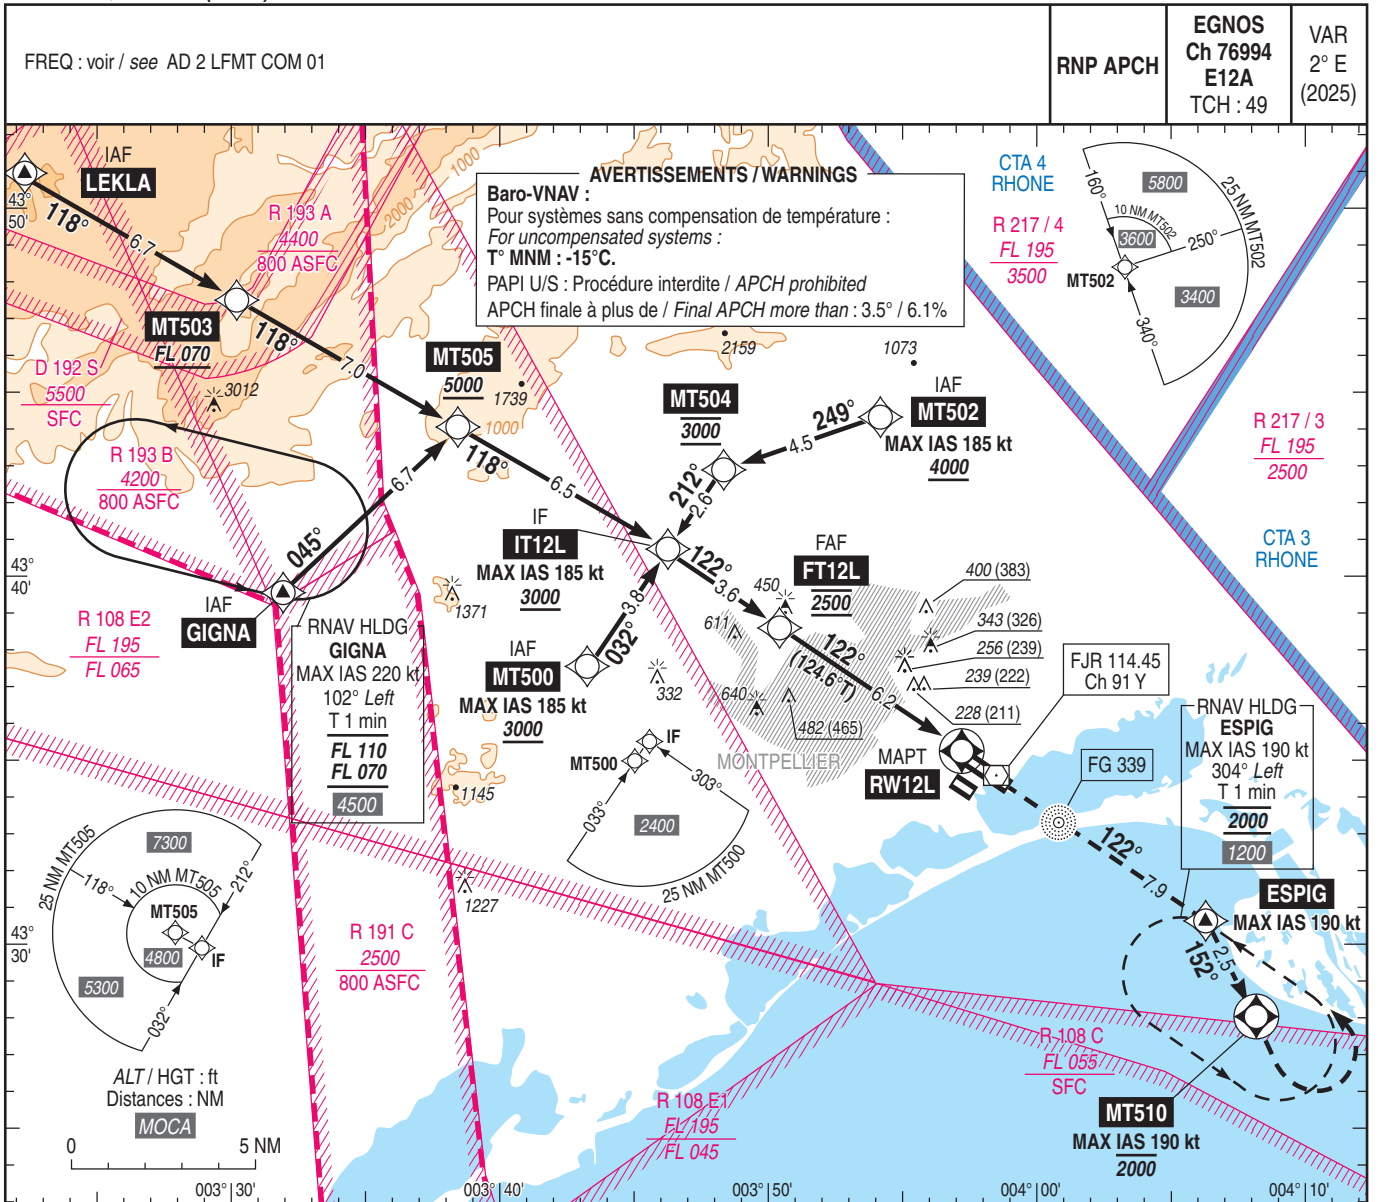 FREQ : voir / see AD 2 LFMT COM 01
RNP APCH
EGNOS
Ch 76994
E12A
TCH : 49
VAR
2° E
(2025)
IAF
LEKLA
43°
50'
118°
6.7
R 193 A
4400
800 ASFC
1000
2000
AVERTISSEMENTS / WARNINGS
Baro-VNAV :
Pour systèmes sans compensation de température :
For uncompensated systems :
T° MNM : -15°C.
PAPI U/S : Procédure interdite / APCH prohibited
APCH finale à plus de / Final APCH more than : 3.5° / 6.1%
CTA 4
RHONE
R 217 / 4
FL 195
3500
160°
5800
25 NM MT502
10 NM MT502
3600
250°
MT502
3400
340°
MT503
FL 070
118°
7.0
D 192 S
5500
SFC
3012
MT505
5000
1739
1000
2159
1073
MT504
3000
249°
4.5
IAF
MT502
MAX IAS 185 kt
4000
R 217 / 3
FL 195
2500
R 193 B
4200
800 ASFC
6.7
118°
6.5
212°
2.6
IF
IT12L
MAX IAS 185 kt
3000
CTA 3
RHONE
43°
40'
045°
IAF
GIGNA
1371
122°
3.6
FAF
FT12L
2500
450
611
400 (383)
343 (326)
256 (239)
239 (222)
228 (211)
R 108 E2
FL 195
FL 065
RNAV HLDG
GIGNA
MAX IAS 220 kt
102° Left
T 1 min
FL 110
FL 070
4500
IAF
MT500
MAX IAS 185 kt
3000
032°
3.8
332
640
482 (465)
122°
(124.6°T)
6.2
FJR 114.45
Ch 91 Y
MONTPELLIER
MAPT
RW12L
FG 339
RNAV HLDG
ESPIG
MAX IAS 190 kt
304° Left
T 1 min
2000
1200
1145
IF
MT500
033°
303°
2400
25 NM MT500
122°
7.9
25 NM MT505
7300
118°
10 NM MT505
212°
MT505
4800
IF
5300
032°
1227
ESPIG
MAX IAS 190 kt
43°
30'
152°
2.5
R 191 C
2500
800 ASFC
R 108 C
FL 055
SFC
ALT / HGT : ft
Distances : NM
MOCA
0
5 NM
R 108 E1
FL 195
FL 045
MT510
MAX IAS 190 kt
2000
003° 30'
003° 40'
003° 50'
004° 00'
004° 10'